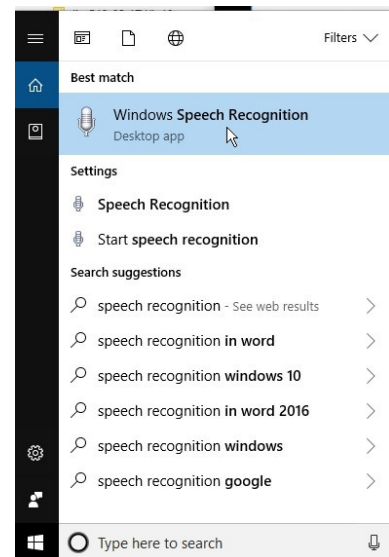 Filters
Best match
Windows Speech Recognition
Desktop app
Settings
Speech Recognition
Start speech recognition
Search suggestions
speech recognition - See web results
speech recognition in word
speech recognition windows 10
speech recognition in word 2016
speech recognition windows
speech recognition google
Type here to search